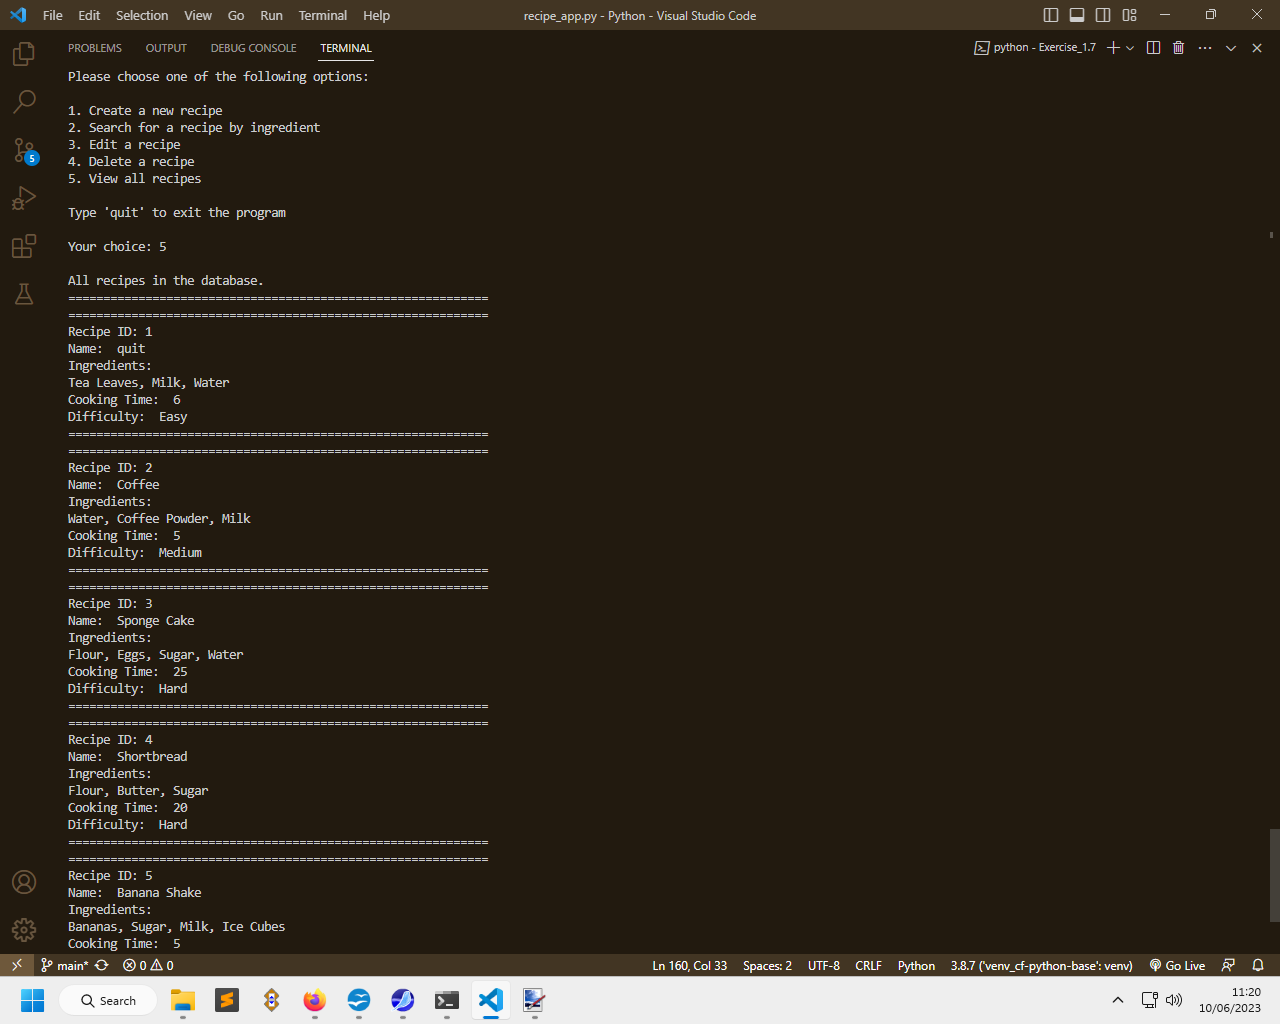 File Edit Selection View Go Run Terminal Help recipe_app.py - Python - Visual Studio Code
PROBLEMS OUTPUT DEBUG CONSOLE TERMINAL python - Exercise_1.7
Please choose one of the following options:
1. Create a new recipe
2. Search for a recipe by ingredient
3. Edit a recipe
4. Delete a recipe
5. View all recipes
Type 'quit' to exit the program
Your choice: 5
All recipes in the database.
============================================================
============================================================
Recipe ID: 1
Name:  quit
Ingredients:
Tea Leaves, Milk, Water
Cooking Time:  6
Difficulty:  Easy
============================================================
============================================================
Recipe ID: 2
Name:  Coffee
Ingredients:
Water, Coffee Powder, Milk
Cooking Time:  5
Difficulty:  Medium
============================================================
============================================================
Recipe ID: 3
Name:  Sponge Cake
Ingredients:
Flour, Eggs, Sugar, Water
Cooking Time:  25
Difficulty:  Hard
============================================================
============================================================
Recipe ID: 4
Name:  Shortbread
Ingredients:
Flour, Butter, Sugar
Cooking Time:  20
Difficulty:  Hard
============================================================
============================================================
Recipe ID: 5
Name:  Banana Shake
Ingredients:
Bananas, Sugar, Milk, Ice Cubes
Cooking Time:  5
5
main* 0 0 Ln 160, Col 33 Spaces: 2 UTF-8 CRLF Python 3.8.7 ('venv_cf-python-base': venv) Go Live
Search
11:20
10/06/2023